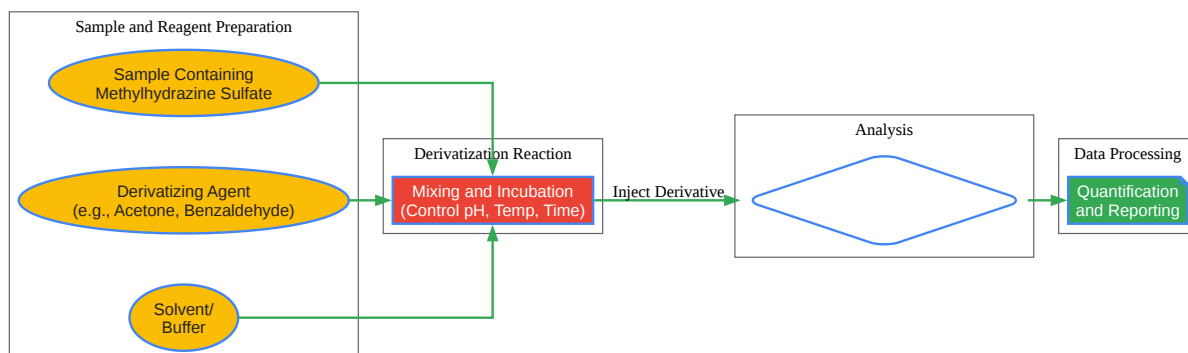 Sample and Reagent Preparation
Sample Containing
Methylhydrazine Sulfate
Derivatizing Agent
(e.g., Acetone, Benzaldehyde)
Solvent/
Buffer
Derivatization Reaction
Mixing and Incubation
(Control pH, Temp, Time)
Inject Derivative
Analysis
Data Processing
Quantification
and Reporting